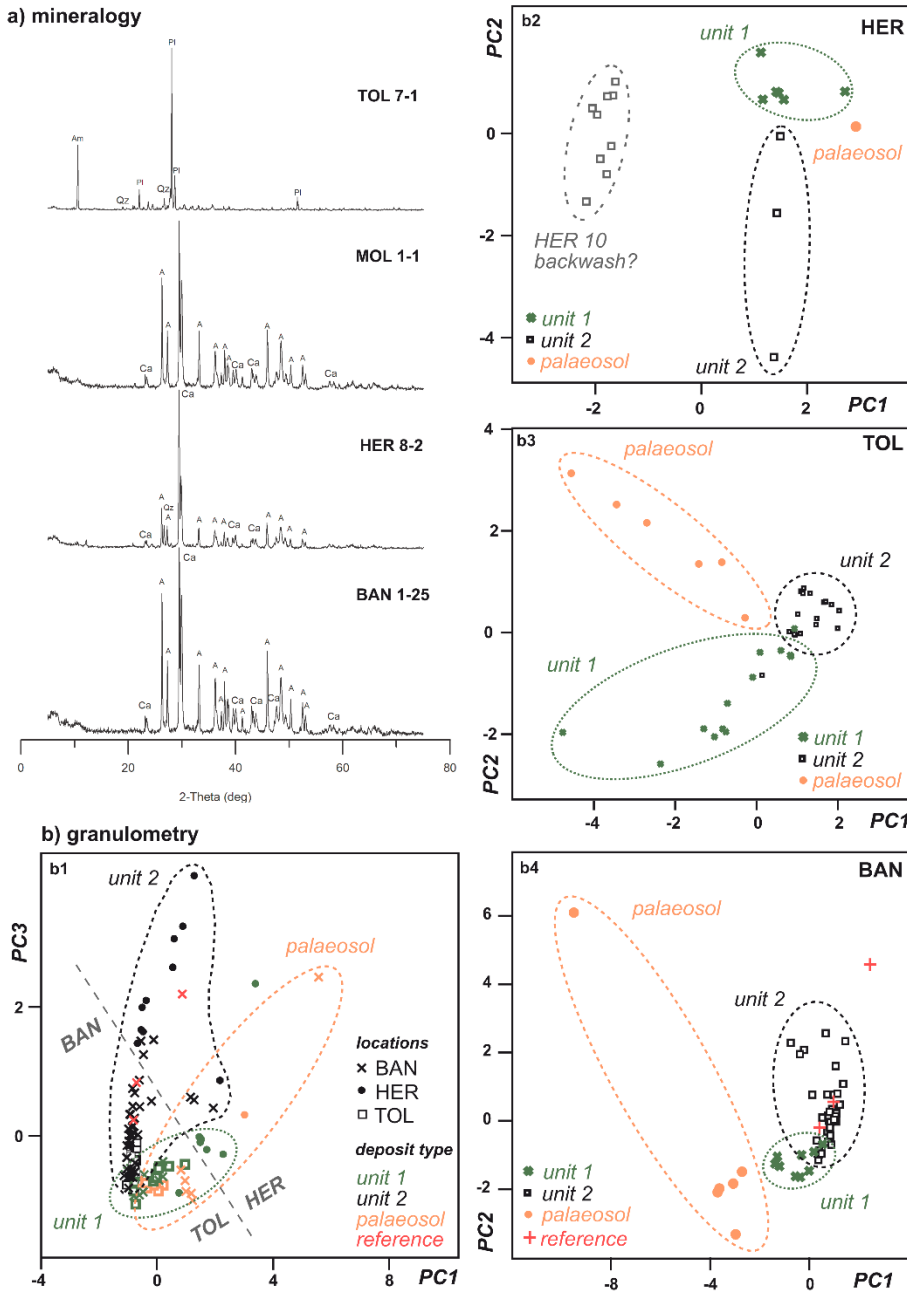 a) mineralogy
TOL 7-1
Am
Qz
Pl
Qz
Pl
Pl
Pl
MOL 1-1
Ca
A
A
A
A
A
A
Ca
Ca
A
A
A
A
Ca
HER 8-2
Ca
Ca
A
Qz
A
A
A
A
Ca
Ca
A
A
A
A
BAN 1-25
Ca
Ca
A
A
A
A
A
A
Ca
A
Ca
A
Ca
A
A
A
Ca
0
20
40
60
80
2-Theta (deg)
b) granulometry
b1
unit 2
palaeosol
PC3
2
0
BAN
locations
BAN
HER
TOL
deposit type
unit 1
unit 2
palaeosol
reference
unit 1
TOL
HER
-4
0
4
8
PC1
b2
HER
PC2
unit 1
0
palaeosol
-2
HER 10
backwash?
-4
unit 1
unit 2
palaeosol
unit 2
-2
0
2
PC1
b3
TOL
4
palaeosol
2
unit 2
0
unit 1
-2
PC2
unit 1
unit 2
palaeosol
-4
-2
0
2
PC1
b4
BAN
6
palaeosol
4
unit 2
2
0
-2
PC2
unit 1
unit 2
palaeosol
reference
unit 1
-8
-4
0
PC1